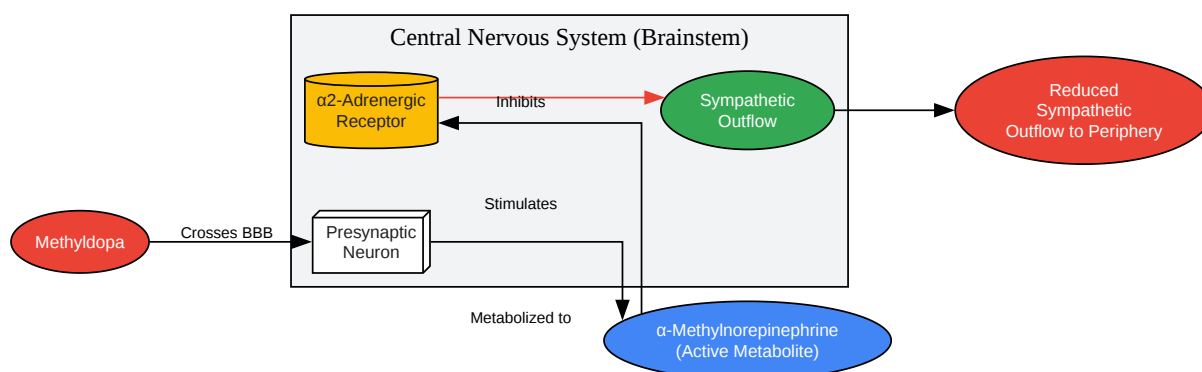 Central Nervous System (Brainstem)
α2-Adrenergic
Receptor
Inhibits
Sympathetic
Outflow
Reduced
Sympathetic
Outflow to Periphery
Methyldopa
Crosses BBB
Presynaptic
Neuron
Stimulates
Metabolized to
α-Methylnorepinephrine
(Active Metabolite)